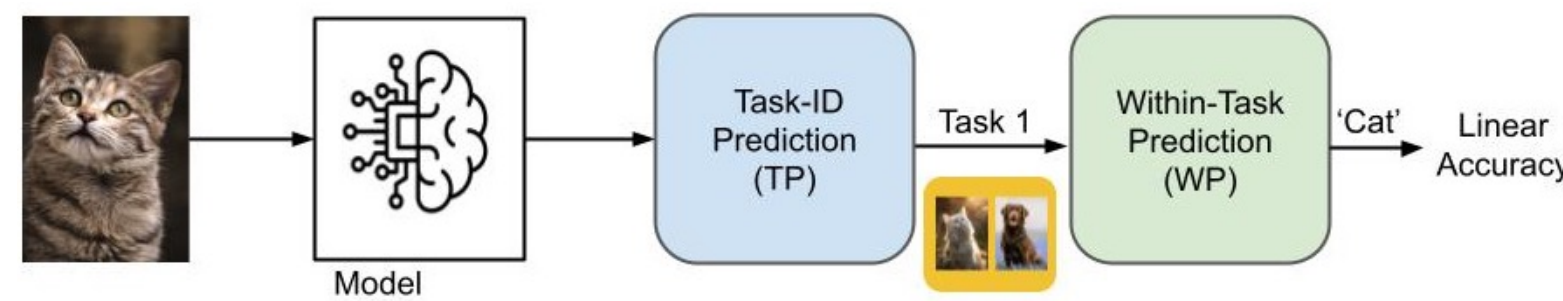 Model
Task-ID
Prediction
(TP)
Task 1
Within-Task
Prediction
(WP)
‘Cat’
Linear
Accuracy